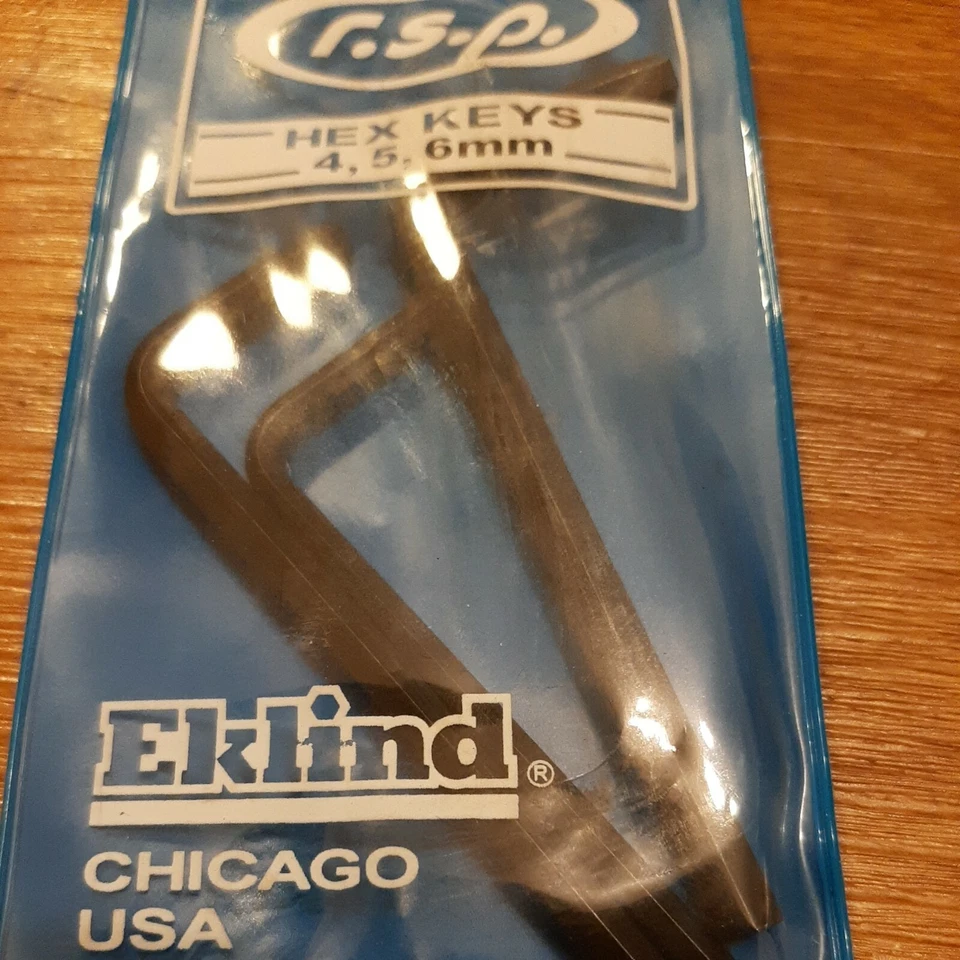 r.s.p.
HEX KEYS
4, 5, 6mm
Eklind®
CHICAGO
USA